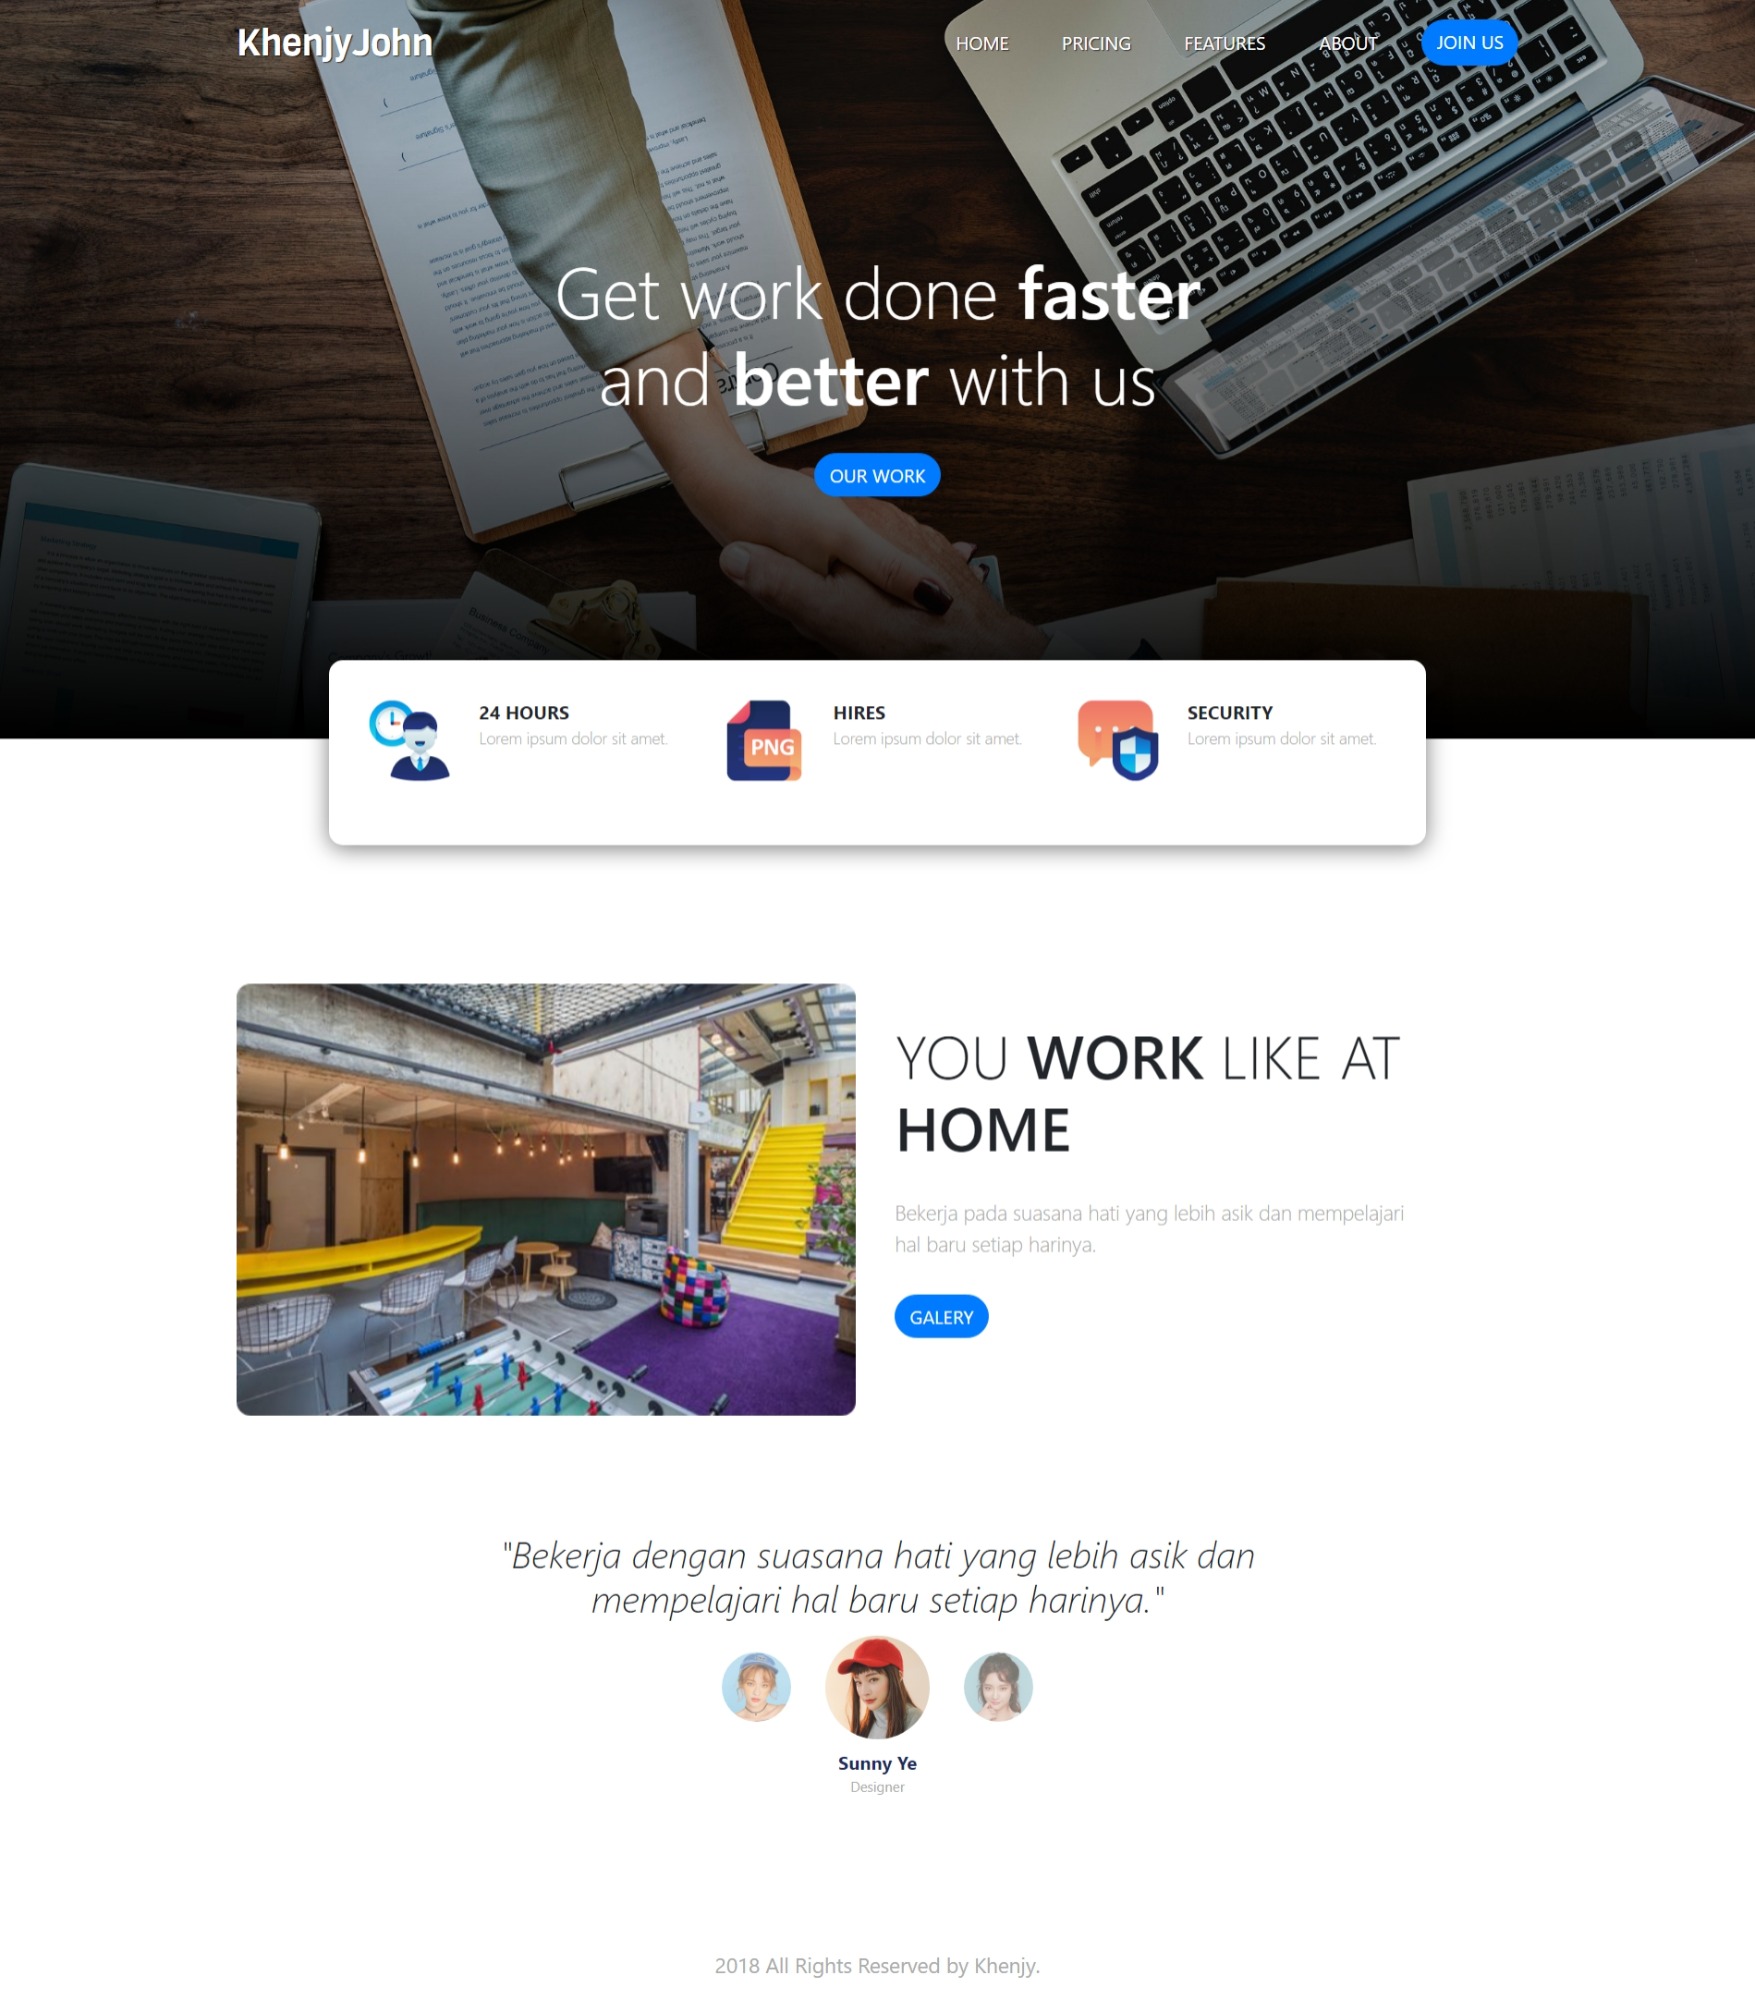 KhenjyJohn
HOME PRICING FEATURES ABOUT JOIN US
Get work done faster
and better with us
OUR WORK
24 HOURS
Lorem ipsum dolor sit amet.
PNG
HIRES
Lorem ipsum dolor sit amet.
SECURITY
Lorem ipsum dolor sit amet.
YOU WORK LIKE AT
HOME
Bekerja pada suasana hati yang lebih asik dan mempelajari
hal baru setiap harinya.
GALERY
"Bekerja dengan suasana hati yang lebih asik dan
mempelajari hal baru setiap harinya."
Sunny Ye
Designer
2018 All Rights Reserved by Khenjy.